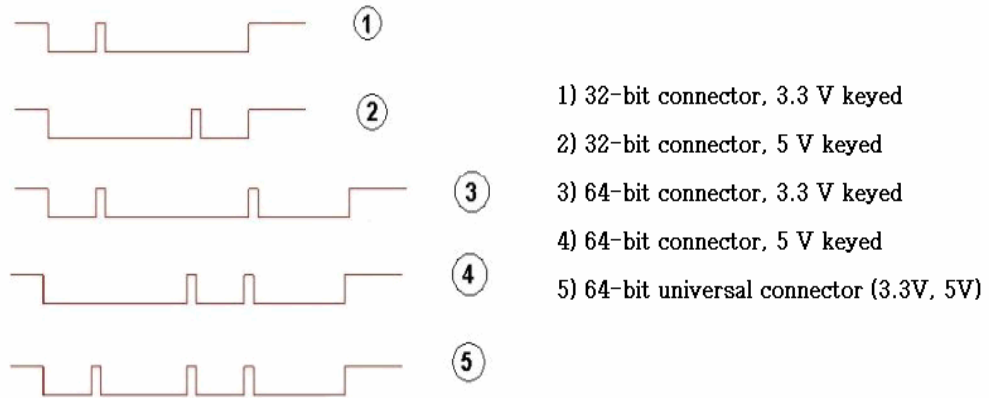 1
2
3
4
5
1) 32-bit connector, 3.3 V keyed
2) 32-bit connector, 5 V keyed
3) 64-bit connector, 3.3 V keyed
4) 64-bit connector, 5 V keyed
5) 64-bit universal connector (3.3V, 5V)